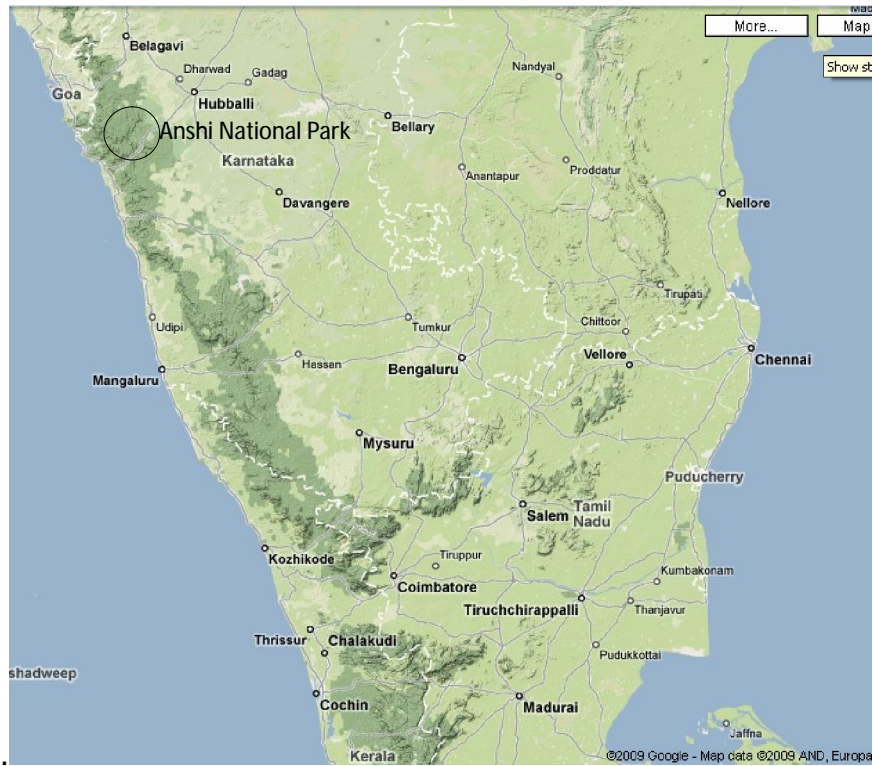 Mas
More...
Map
Show st
Belagavi
Dharwad
Gadag
Nandyal
Goa
Hubballi
Bellary
Anshi National Park
Karnataka
Anantapur
Proddatur
Davangere
Nellore
Tirupati
Udipi
Tumkur
Chittoor
Hassan
Bengaluru
Vellore
Chennai
Mangaluru
Mysuru
Puducherry
Salem
Tamil
Nadu
Kozhikode
Tiruppur
Coimbatore
Kumbakonam
Tiruchchirappalli
Thanjavur
Thrissur
Chalakudi
Pudukkottai
shadweep
Cochin
Madurai
Jaffna
Kerala
©2009 Google - Map data ©2009 AND, Europa
.